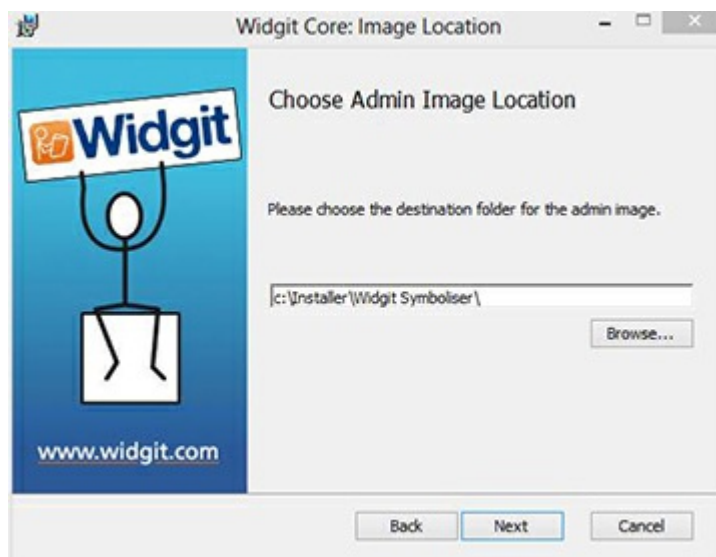 Widgit Core: Image Location
Widgit
Choose Admin Image Location
Please choose the destination folder for the admin image.
c:\Installer\Widgit Symboliser\
Browse...
www.widgit.com
Back Next Cancel